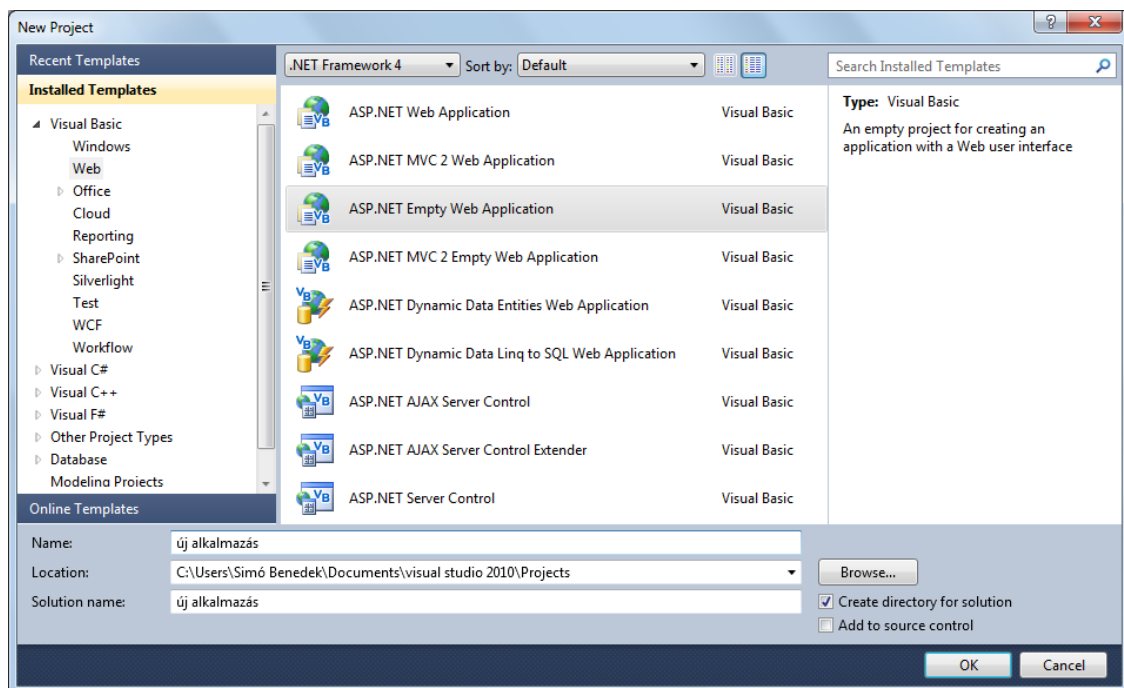 New Project
Recent Templates
Installed Templates
Visual Basic
Windows
Web
Office
Cloud
Reporting
SharePoint
Silverlight
Test
WCF
Workflow
Visual C#
Visual C++
Visual F#
Other Project Types
Database
Modeling Projects
Online Templates
.NET Framework 4 Sort by: Default
ASP.NET Web Application Visual Basic
ASP.NET MVC 2 Web Application Visual Basic
ASP.NET Empty Web Application Visual Basic
ASP.NET MVC 2 Empty Web Application Visual Basic
ASP.NET Dynamic Data Entities Web Application Visual Basic
ASP.NET Dynamic Data Linq to SQL Web Application Visual Basic
ASP.NET AJAX Server Control Visual Basic
ASP.NET AJAX Server Control Extender Visual Basic
ASP.NET Server Control Visual Basic
Search Installed Templates
Type: Visual Basic
An empty project for creating an
application with a Web user interface
Name: új alkalmazás
Location: C:\Users\Simó Benedek\Documents\visual studio 2010\Projects Browse...
Solution name: új alkalmazás Create directory for solution
Add to source control
OK Cancel